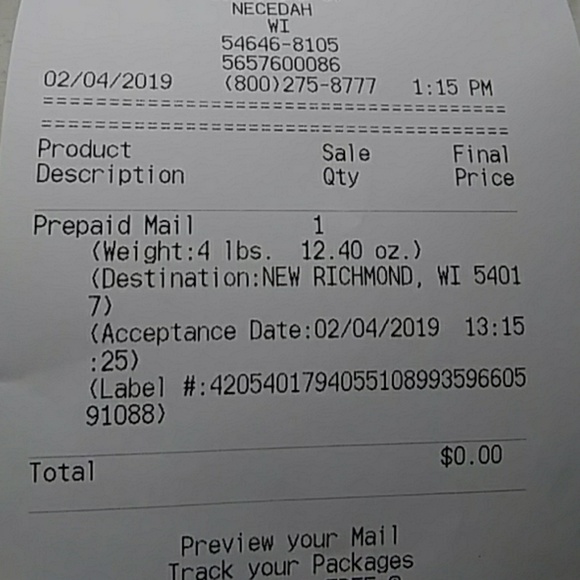 NECEDAH
WI
54646-8105
5657600086
02/04/2019 (800)275-8777 1:15 PM
======================================
======================================
Product Sale Final
Description Qty Price
Prepaid Mail 1
(Weight:4 lbs. 12.40 oz.)
(Destination:NEW RICHMOND, WI 5401
7)
(Acceptance Date:02/04/2019 13:15
:25)
(Label #:4205401794055108993596605
91088)
Total $0.00
Preview your Mail
Track your Packages